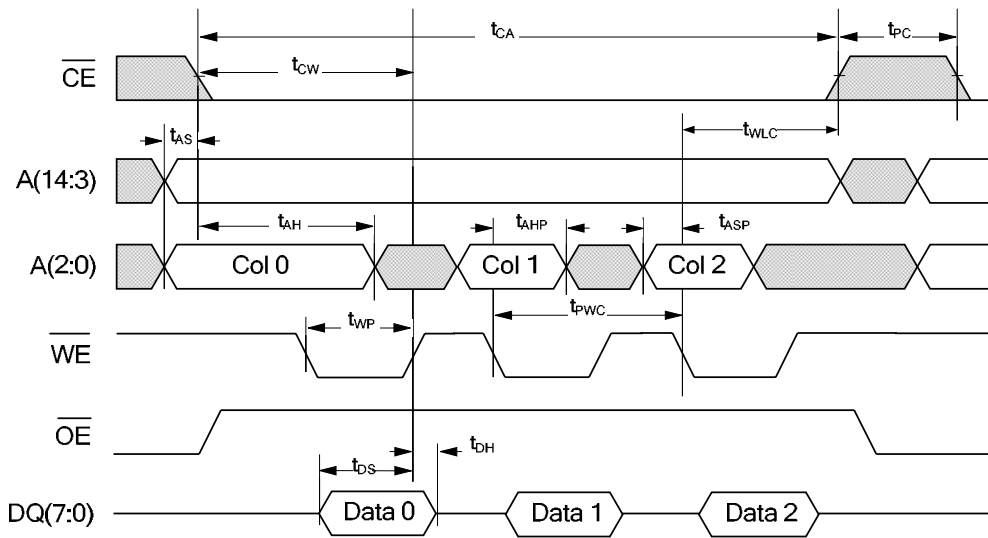 tCA
tPC
CE
tCW
tAS
tWLC
A(14:3)
tAH
tAHP
tASP
A(2:0)
Col 0
Col 1
Col 2
tWP
tPWC
WE
OE
tDS
tDH
DQ(7:0)
Data 0
Data 1
Data 2